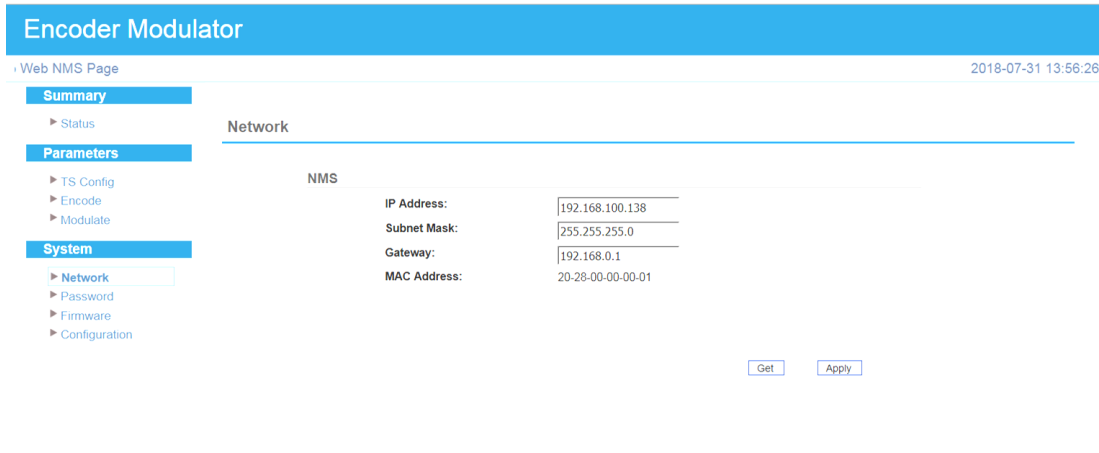 Encoder Modulator
Web NMS Page
2018-07-31 13:56:26
Summary
Status
Parameters
TS Config
Encode
Modulate
System
Network
Password
Firmware
Configuration
Network
NMS
IP Address: 192.168.100.138
Subnet Mask: 255.255.255.0
Gateway: 192.168.0.1
MAC Address: 20-28-00-00-00-01
Get Apply